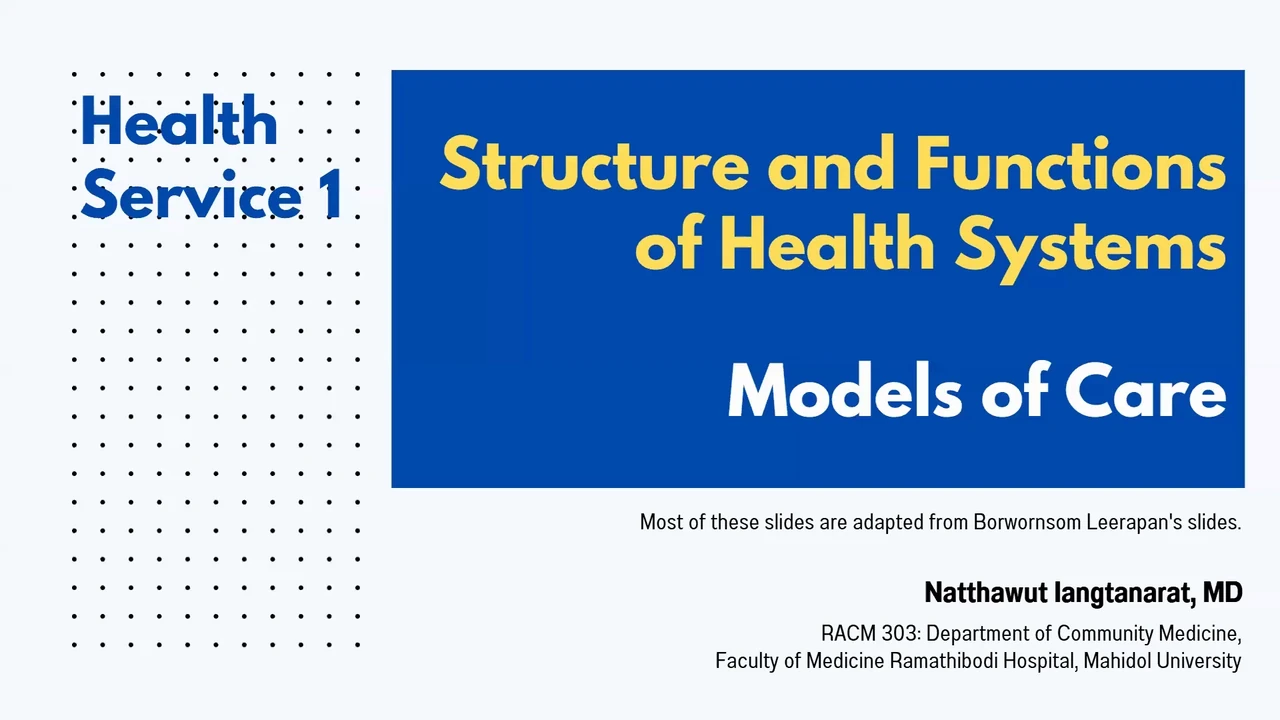 Health
Service 1
Structure and Functions
of Health Systems
Models of Care
Most of these slides are adapted from Borwornsom Leerapan's slides.
Natthawut Iangtanarat, MD
RACM 303: Department of Community Medicine,
Faculty of Medicine Ramathibodi Hospital, Mahidol University